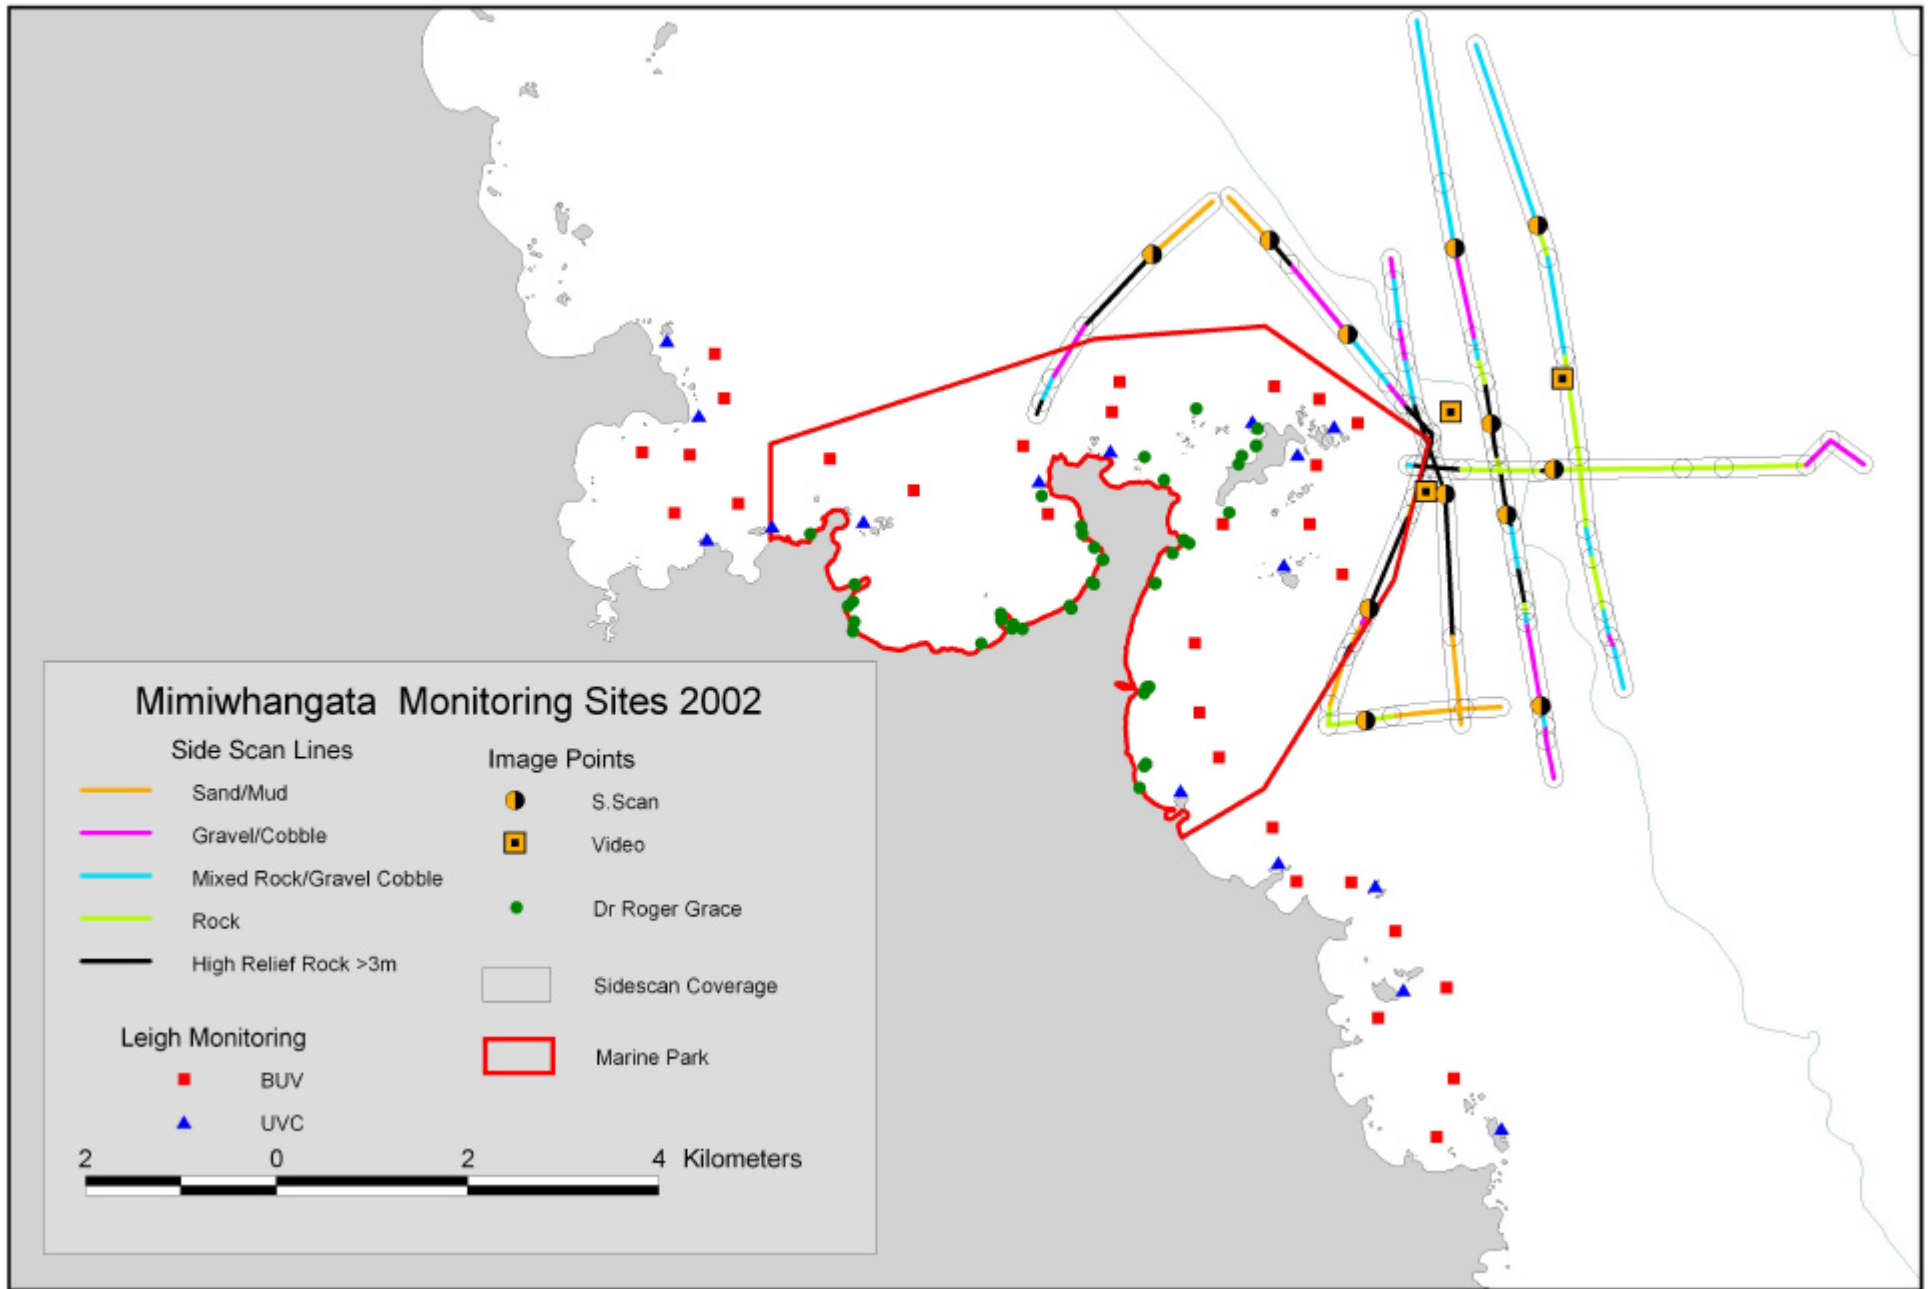 Mimiwhangata Monitoring Sites 2002
Side Scan Lines
Sand/Mud
Gravel/Cobble
Mixed Rock/Gravel Cobble
Rock
High Relief Rock >3m
Leigh Monitoring
BUV
UVC
Image Points
S.Scan
Video
Dr Roger Grace
Sidescan Coverage
Marine Park
2 0 2 4 Kilometers